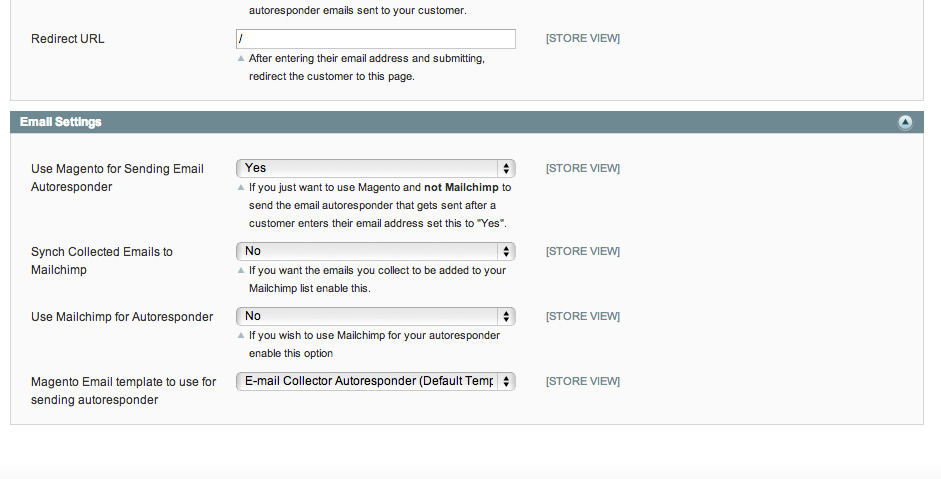 autoresponder emails sent to your customer.
Redirect URL
/
[STORE VIEW]
After entering their email address and submitting,
redirect the customer to this page.
Email Settings
Use Magento for Sending Email
Autoresponder
Yes
[STORE VIEW]
If you just want to use Magento and not Mailchimp to
send the email autoresponder that gets sent after a
customer enters their email address set this to "Yes".
Synch Collected Emails to
Mailchimp
No
[STORE VIEW]
If you want the emails you collect to be added to your
Mailchimp list enable this.
Use Mailchimp for Autoresponder
No
[STORE VIEW]
If you wish to use Mailchimp for your autoresponder
enable this option
Magento Email template to use for
sending autoresponder
E-mail Collector Autoresponder (Default Temp
[STORE VIEW]